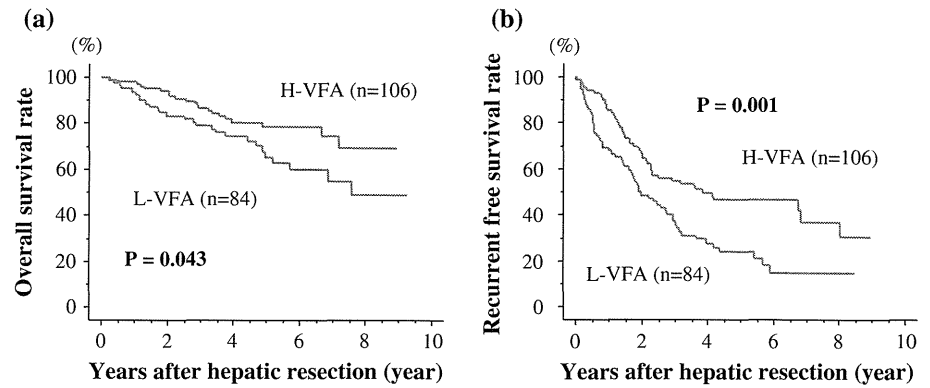 (a)
(%)
Overall survival rate
100
80
60
40
20
0
H-VFA (n=106)
L-VFA (n=84)
P = 0.043
0 2 4 6 8 10
Years after hepatic resection (year)
(b)
(%)
Recurrent free survival rate
100
80
60
40
20
0
P = 0.001
H-VFA (n=106)
L-VFA (n=84)
0 2 4 6 8 10
Years after hepatic resection (year)